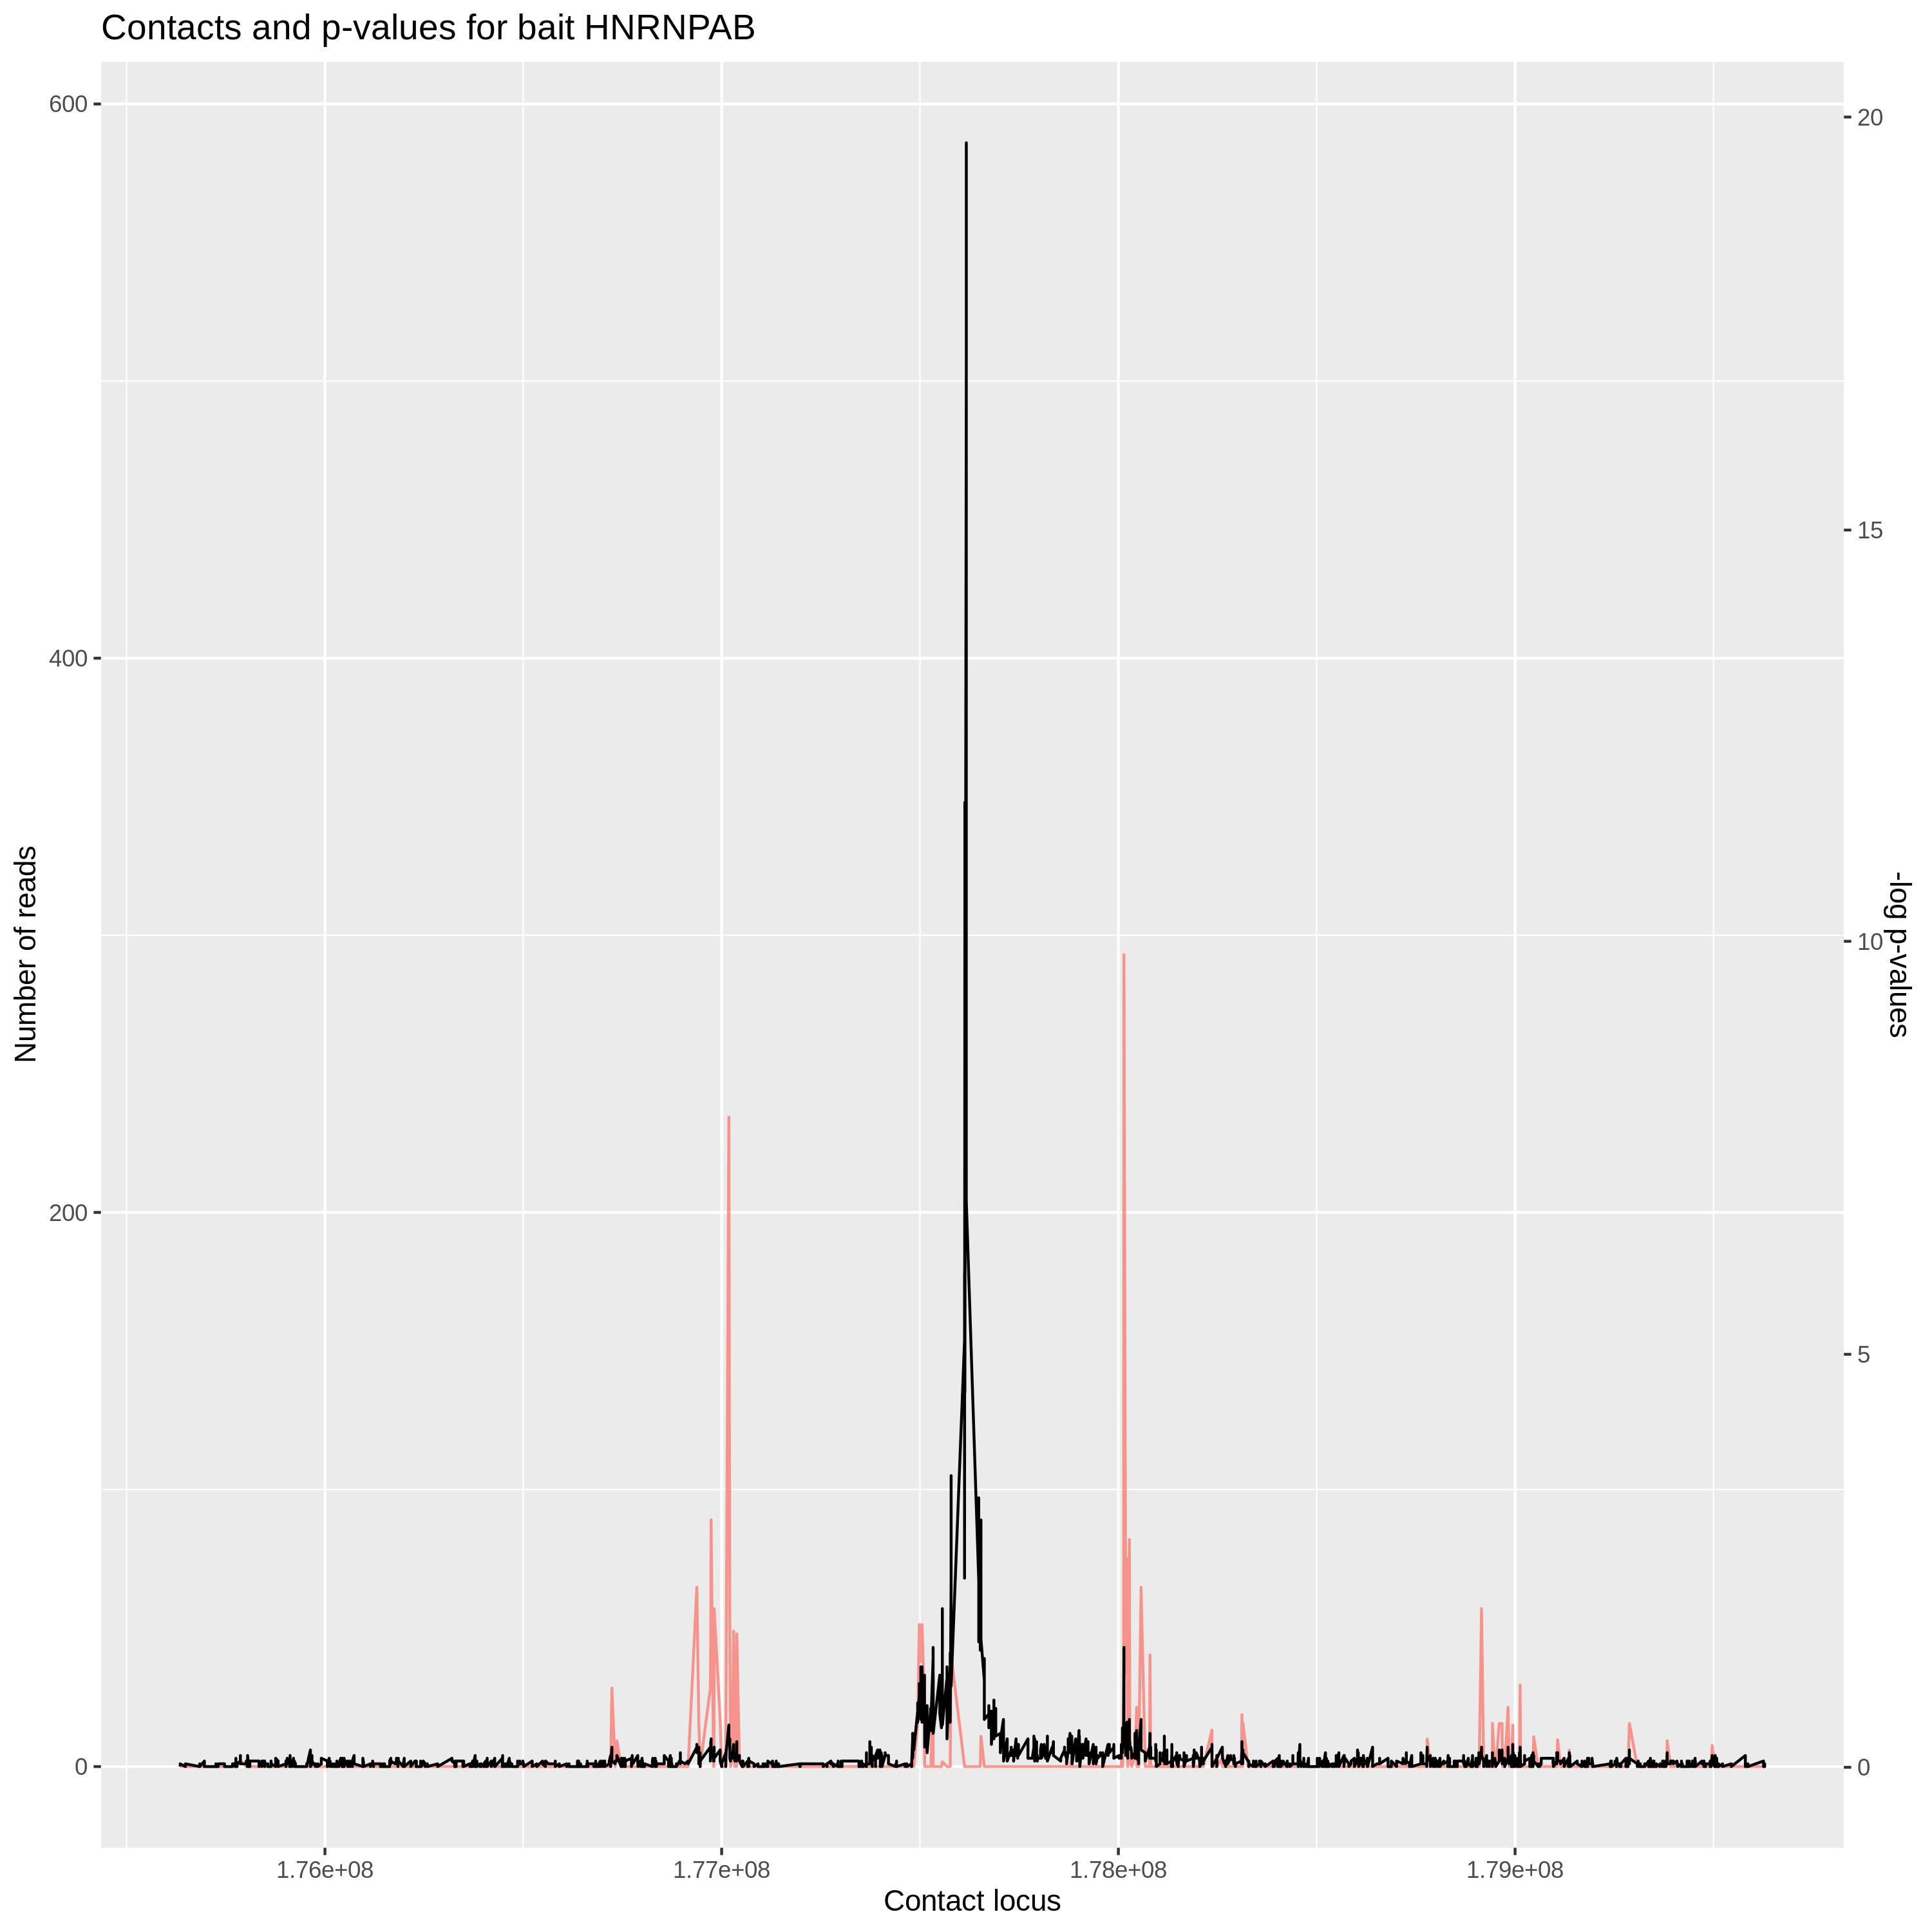 Contacts and p-values for bait HNRNPAB
600
400
200
0
Number of reads
20
15
10
5
0
-log p-values
1.76e+08
1.77e+08
1.78e+08
1.79e+08
Contact locus